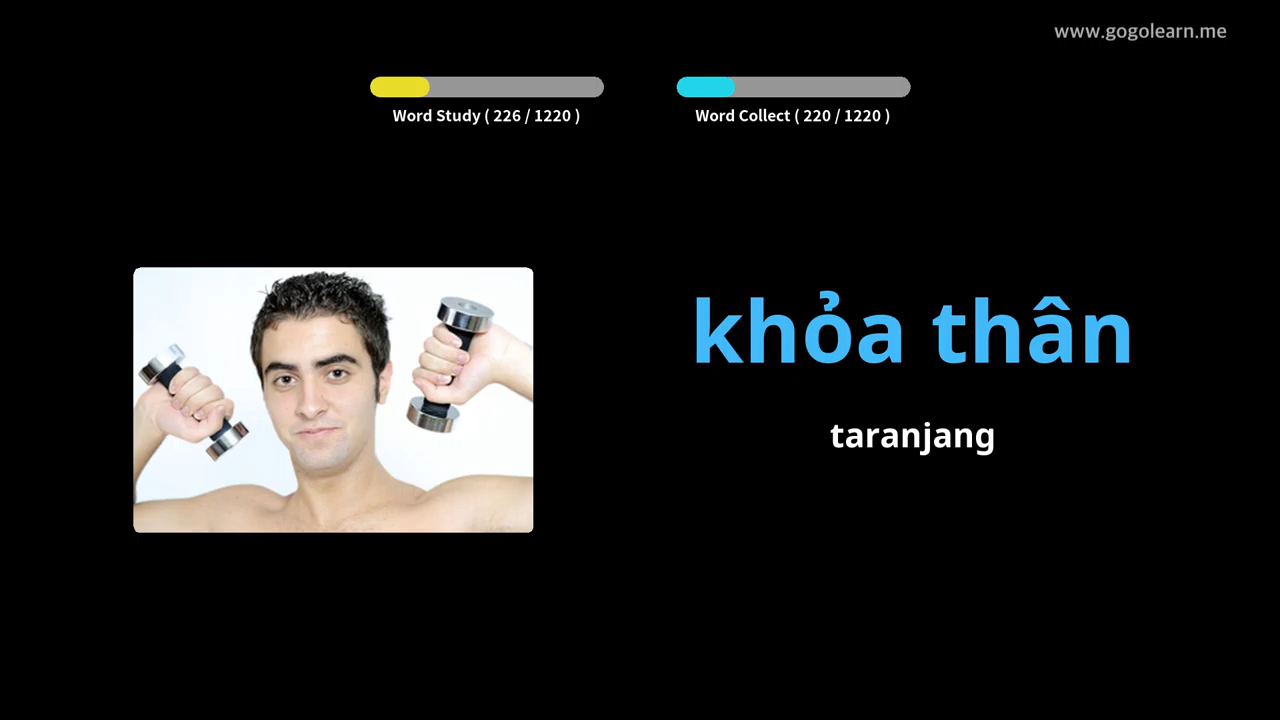 www.gogolearn.me
Word Study ( 226 / 1220 )
Word Collect ( 220 / 1220 )
khỏa thân
taranjang